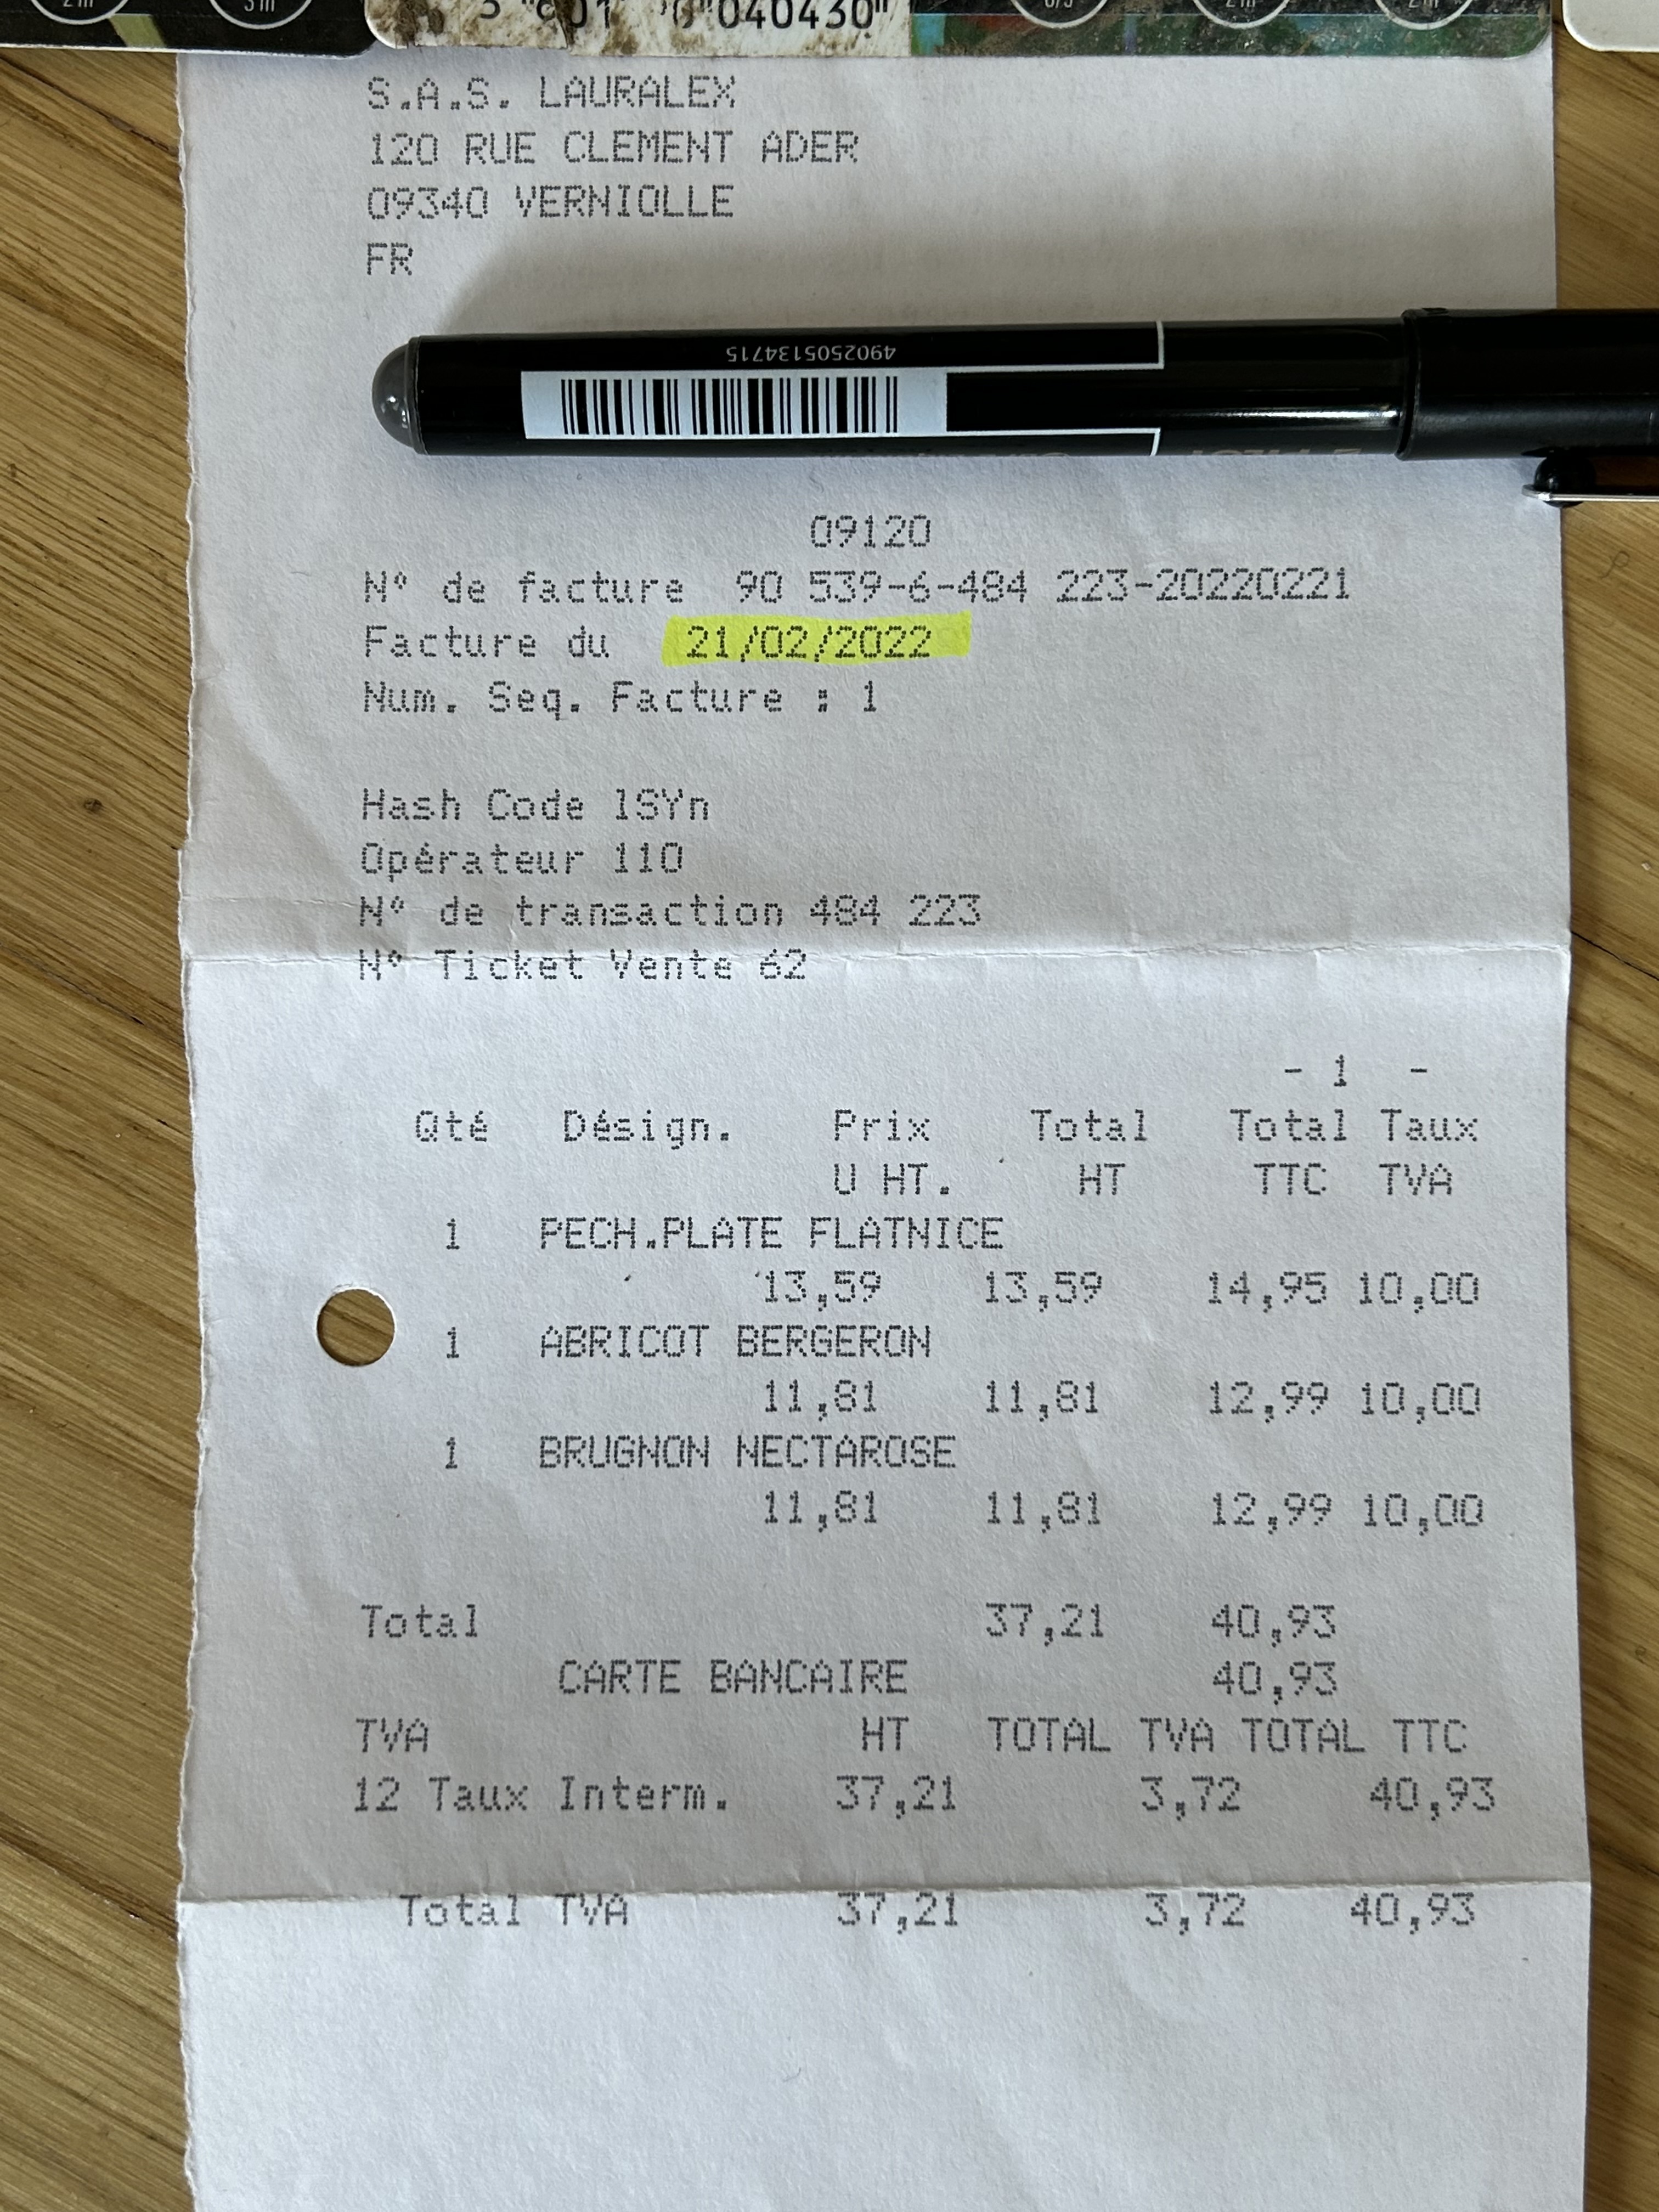 040430"
S.A.S. LAURALEX
120 RUE CLEMENT ADER
09340 VERNIOLLE
FR
4902505134715
09120
N° de facture 90 539-6-484 223-20220221
Facture du 21/02/2022
Num. Seq. Facture : 1
Hash Code lSYn
Opérateur 110
N° de transaction 484 223
N° Ticket Vente 62
- 1 -
Qté Désign. Prix Total Total Taux
U HT. HT TTC TVA
1 PECH.PLATE FLATNICE
13,59 13,59 14,95 10,00
1 ABRICOT BERGERON
11,81 11,81 12,99 10,00
1 BRUGNON NECTAROSE
11,81 11,81 12,99 10,00
Total 37,21 40,93
CARTE BANCAIRE 40,93
TVA HT TOTAL TVA TOTAL TTC
12 Taux Interm. 37,21 3,72 40,93
Total TVA 37,21 3,72 40,93